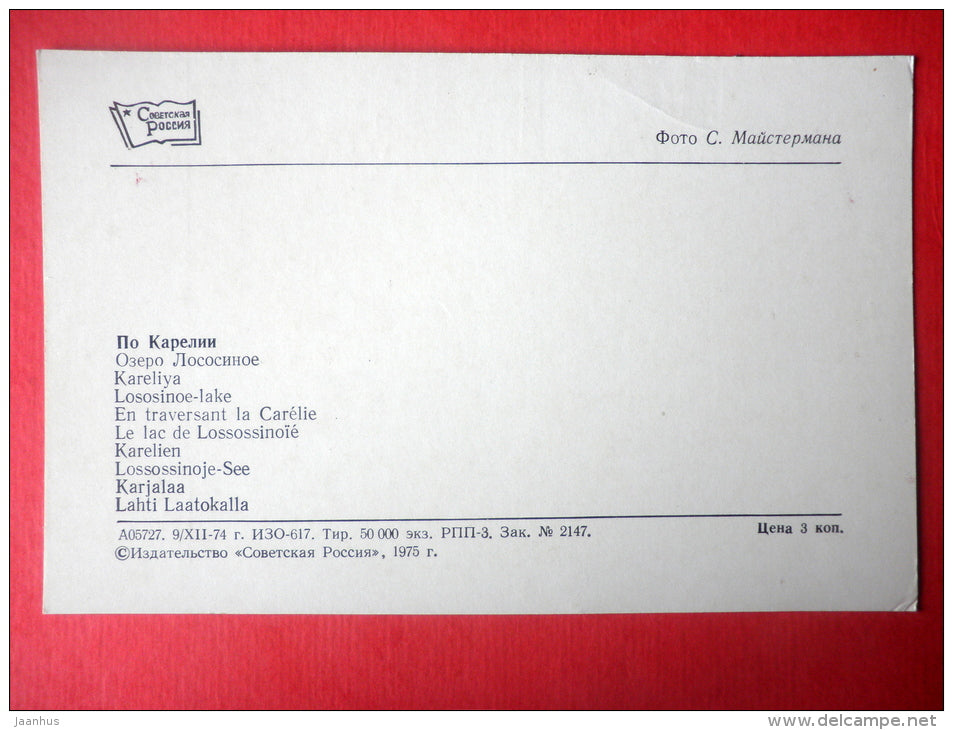 Советская
Россия
Фото С. Майстермана
По Карелии
Озеро Лососиное
Kareliya
Lososinoe-lake
En traversant la Carélie
Le lac de Lossossinoïé
Karelien
Lossossinoje-See
Karjalaa
Lahti Laatokalla
А05727. 9/XII-74 г. ИЗО-617. Тир. 50 000 экз. РПП-3. Зак. № 2147.
Цена 3 коп.
©Издательство «Советская Россия», 1975 г.
jaanhus
delcampe.net